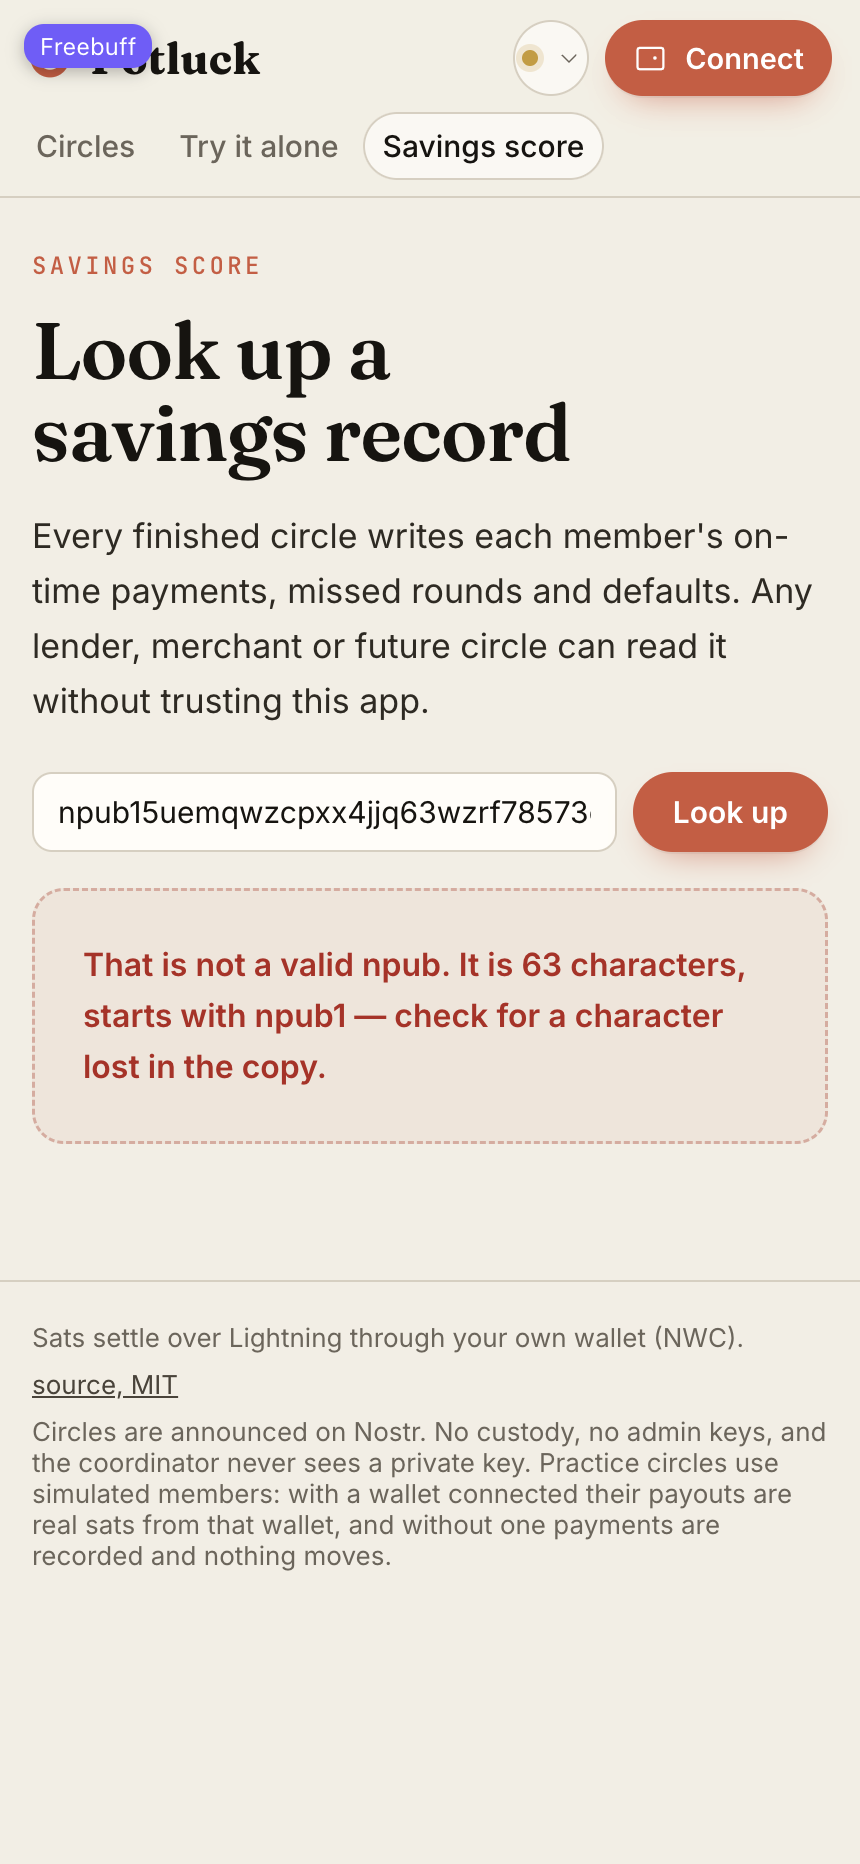 Freebuff
Potluck
Connect
Circles
Try it alone
Savings score
SAVINGS SCORE
Look up a
savings record
Every finished circle writes each member's on-
time payments, missed rounds and defaults. Any
lender, merchant or future circle can read it
without trusting this app.
npub15uemqwzcpxx4jjq63wzrf78573
Look up
That is not a valid npub. It is 63 characters,
starts with npub1 — check for a character
lost in the copy.
Sats settle over Lightning through your own wallet (NWC).
source, MIT
Circles are announced on Nostr. No custody, no admin keys, and
the coordinator never sees a private key. Practice circles use
simulated members: with a wallet connected their payouts are
real sats from that wallet, and without one payments are
recorded and nothing moves.